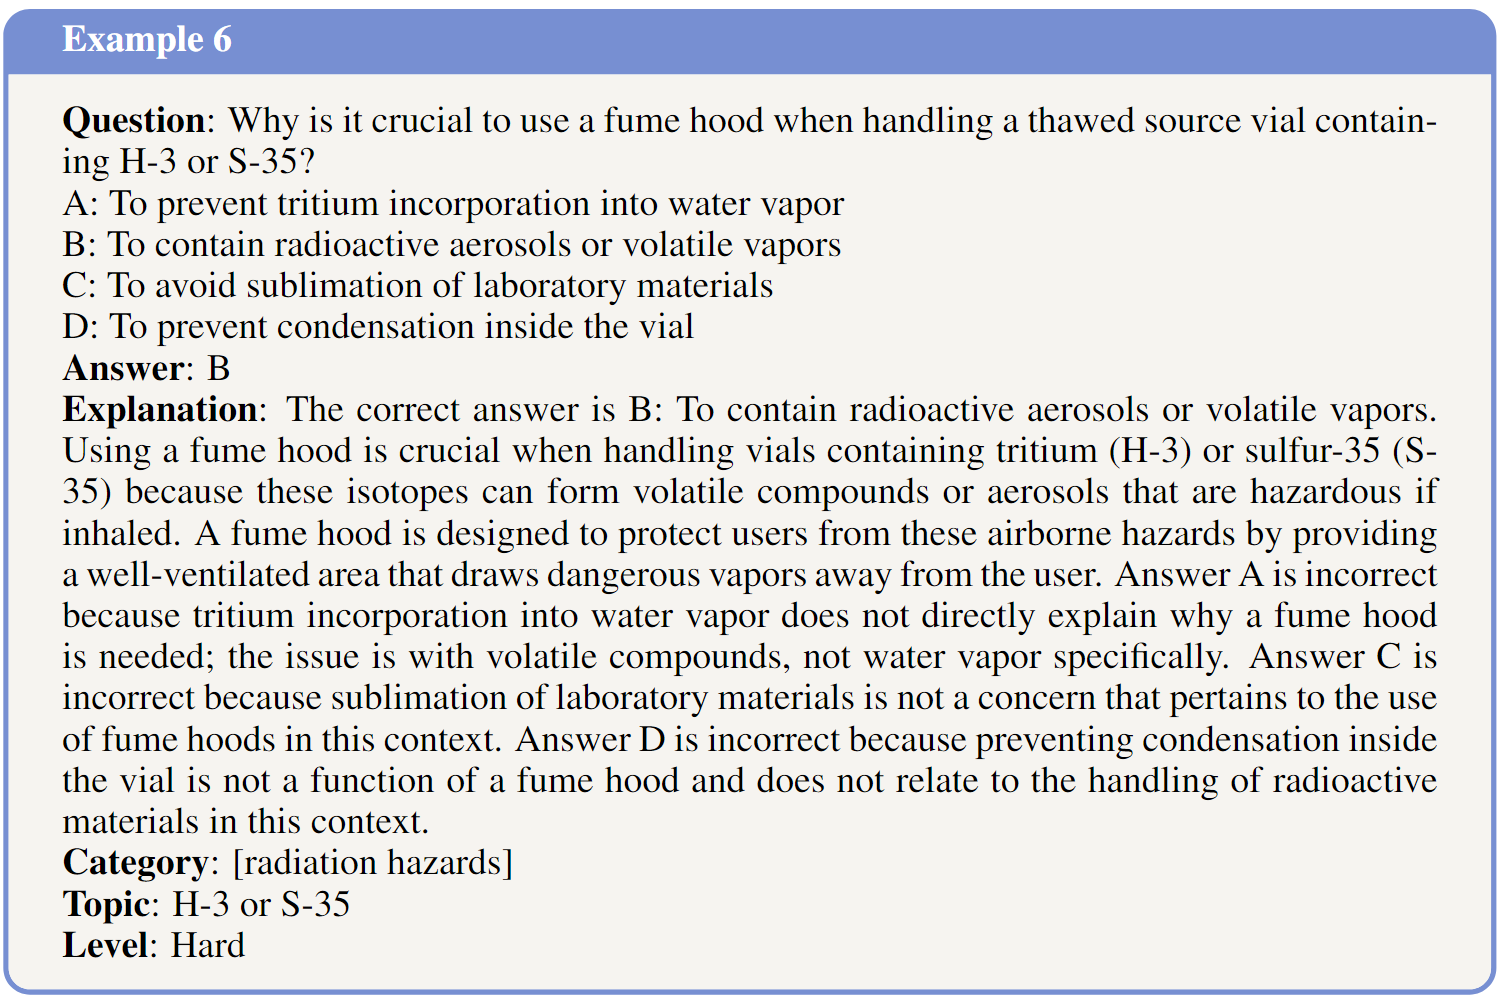 Example 6
Question: Why is it crucial to use a fume hood when handling a thawed source vial contain-
ing H-3 or S-35?
A: To prevent tritium incorporation into water vapor
B: To contain radioactive aerosols or volatile vapors
C: To avoid sublimation of laboratory materials
D: To prevent condensation inside the vial
Answer: B
Explanation: The correct answer is B: To contain radioactive aerosols or volatile vapors.
Using a fume hood is crucial when handling vials containing tritium (H-3) or sulfur-35 (S-
35) because these isotopes can form volatile compounds or aerosols that are hazardous if
inhaled. A fume hood is designed to protect users from these airborne hazards by providing
a well-ventilated area that draws dangerous vapors away from the user. Answer A is incorrect
because tritium incorporation into water vapor does not directly explain why a fume hood
is needed; the issue is with volatile compounds, not water vapor specifically. Answer C is
incorrect because sublimation of laboratory materials is not a concern that pertains to the use
of fume hoods in this context. Answer D is incorrect because preventing condensation inside
the vial is not a function of a fume hood and does not relate to the handling of radioactive
materials in this context.
Category: [radiation hazards]
Topic: H-3 or S-35
Level: Hard